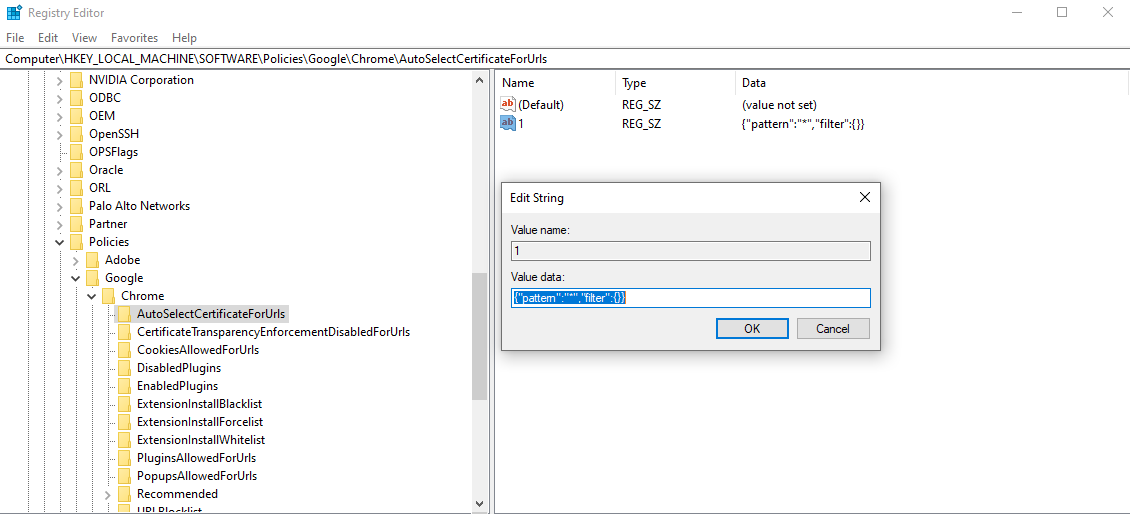 Registry Editor
File Edit View Favorites Help
Computer\HKEY_LOCAL_MACHINE\SOFTWARE\Policies\Google\Chrome\AutoSelectCertificateForUrls
NVIDIA Corporation
ODBC
OEM
OpenSSH
OPSFlags
Oracle
ORL
Palo Alto Networks
Partner
Policies
Adobe
Google
Chrome
AutoSelectCertificateForUrls
CertificateTransparencyEnforcementDisabledForUrls
CookiesAllowedForUrls
DisabledPlugins
EnabledPlugins
ExtensionInstallBlacklist
ExtensionInstallForcelist
ExtensionInstallWhitelist
PluginsAllowedForUrls
PopupsAllowedForUrls
Recommended
URLBlocklist
Name Type Data
ab (Default) REG_SZ (value not set)
ab 1 REG_SZ {"pattern":"*","filter":{}}
Edit String
Value name:
1
Value data:
{"pattern":"*","filter":{}}
OK Cancel